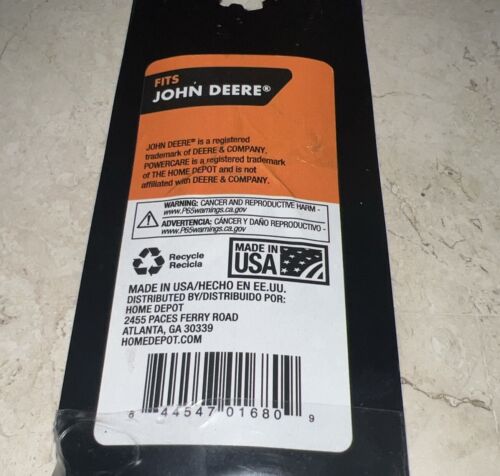 FITS
JOHN DEERE®
JOHN DEERE® is a registered
trademark of DEERE & COMPANY.
POWERCARE is a registered trademark
of THE HOME DEPOT and is not
affiliated with DEERE & COMPANY.
WARNING: CANCER AND REPRODUCTIVE HARM -
www.P65warnings.ca.gov
ADVERTENCIA: CÁNCER Y DAÑO REPRODUCTIVO -
www.P65warnings.ca.gov
Recycle
Recicla
MADE IN
USA
MADE IN USA/HECHO EN EE.UU.
DISTRIBUTED BY/DISTRIBUIDO POR:
HOME DEPOT
2455 PACES FERRY ROAD
ATLANTA, GA 30339
HOMEDEPOT.COM
8 44547 01680 9